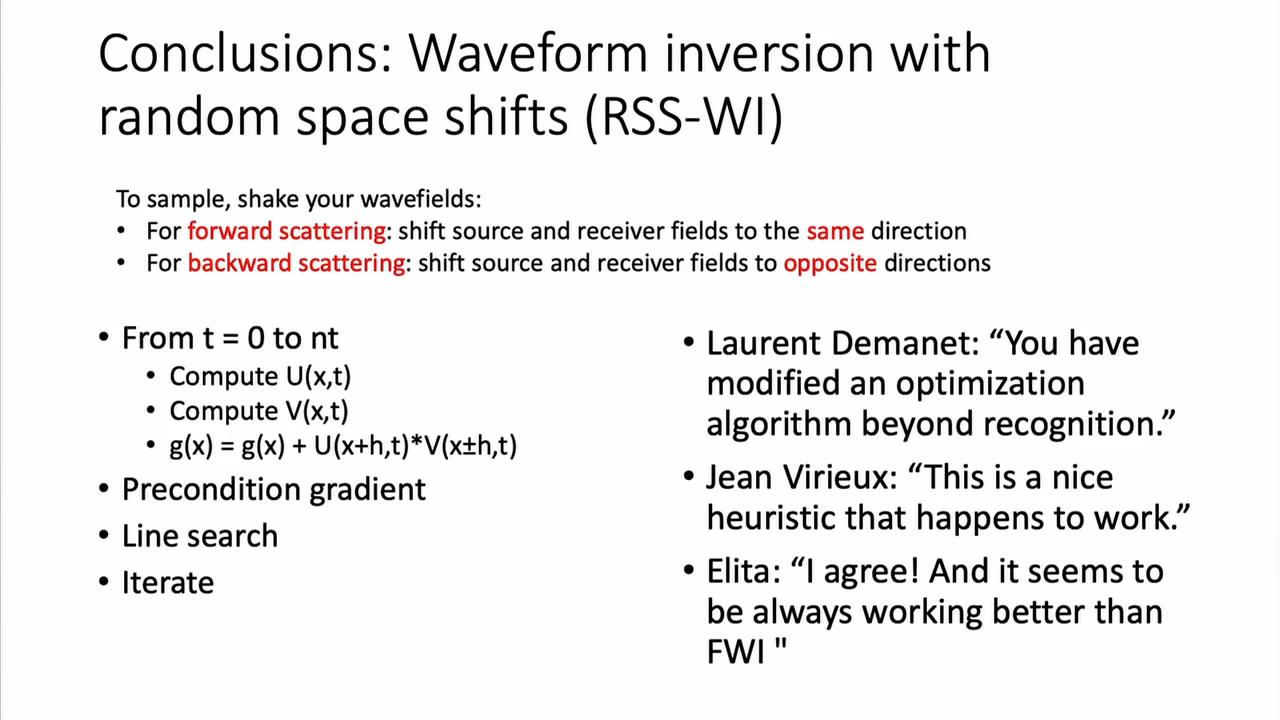 Conclusions: Waveform inversion with
random space shifts (RSS-WI)
To sample, shake your wavefields:
• For forward scattering: shift source and receiver fields to the same direction
• For backward scattering: shift source and receiver fields to opposite directions
• From t = 0 to nt
• Compute U(x,t)
• Compute V(x,t)
• g(x) = g(x) + U(x+h,t)*V(x±h,t)
• Precondition gradient
• Line search
• Iterate
• Laurent Demanet: “You have
modified an optimization
algorithm beyond recognition.”
• Jean Virieux: “This is a nice
heuristic that happens to work.”
• Elita: “I agree! And it seems to
be always working better than
FWI "